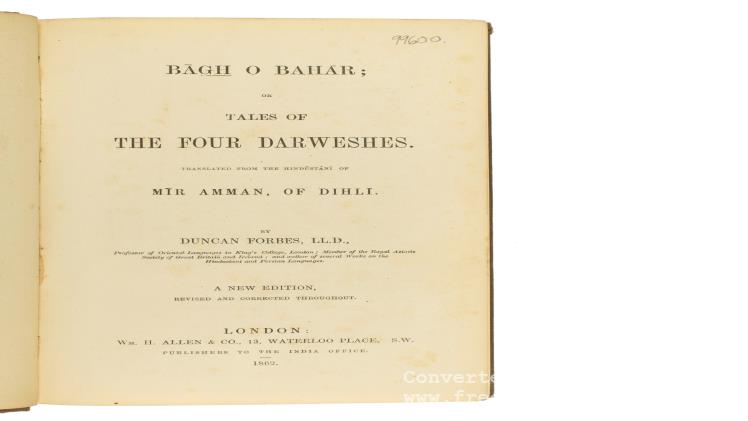 99600.
BĀGH O BAHĀR;
OR
TALES OF
THE FOUR DARWESHES.
TRANSLATED FROM THE HINDŪSTĀNĪ OF
MĪR AMMAN, OF DIHLI.
BY
DUNCAN FORBES, LL.D.,
Professor of Oriental Languages in King's College, London; Member of the Royal Asiatic
Society of Great Britain and Ireland; and author of several Works on the
Hindustani and Persian Languages.
A NEW EDITION,
REVISED AND CORRECTED THROUGHOUT.
LONDON:
WM. H. ALLEN & CO., 13, WATERLOO PLACE, S.W.
PUBLISHERS TO THE INDIA OFFICE.
1862.
Converte
www.fre